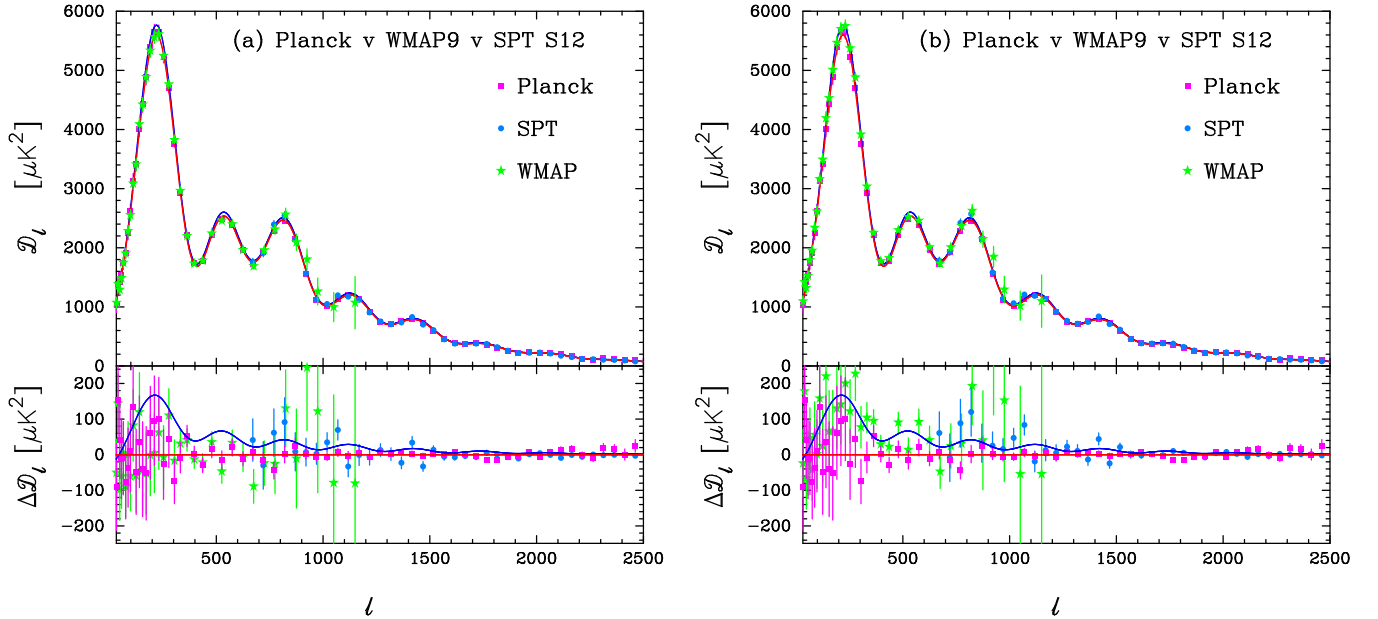 (a) Planck v WMAP9 v SPT S12
Planck
SPT
WMAP
𝒟ℓ [μK²]
6000
5000
4000
3000
2000
1000
0
Δ𝒟ℓ [μK²]
200
100
0
−100
−200
500
1000
1500
2000
2500
ℓ
(b) Planck v WMAP9 v SPT S12
Planck
SPT
WMAP
𝒟ℓ [μK²]
6000
5000
4000
3000
2000
1000
0
Δ𝒟ℓ [μK²]
200
100
0
−100
−200
500
1000
1500
2000
2500
ℓ